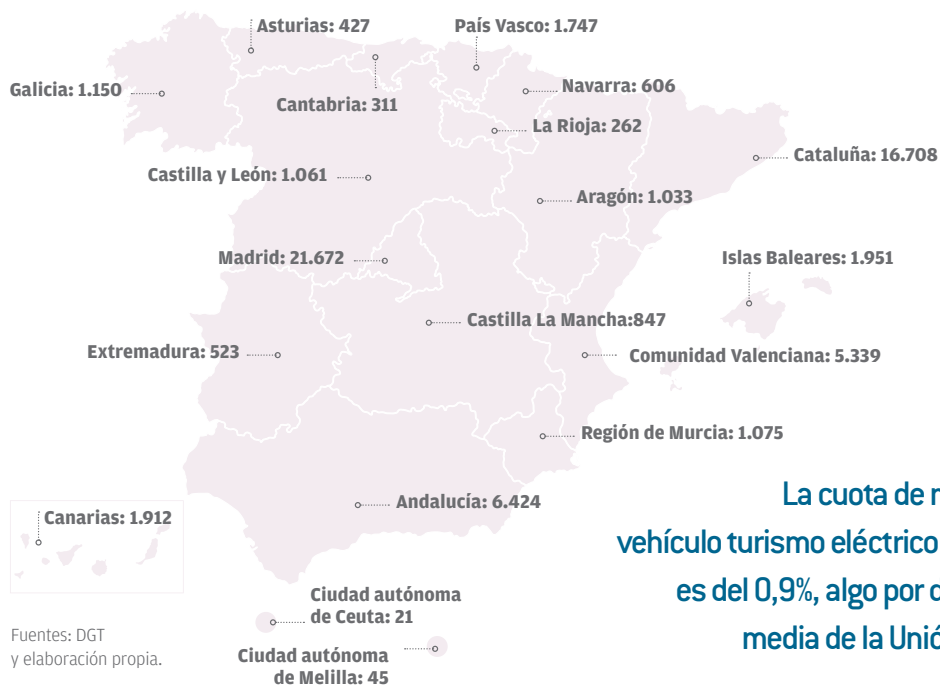 Asturias: 427
País Vasco: 1.747
Galicia: 1.150
Cantabria: 311
Navarra: 606
La Rioja: 262
Cataluña: 16.708
Castilla y León: 1.061
Aragón: 1.033
Madrid: 21.672
Islas Baleares: 1.951
Castilla La Mancha:847
Extremadura: 523
Comunidad Valenciana: 5.339
Región de Murcia: 1.075
Andalucía: 6.424
Canarias: 1.912
La cuota de
vehículo turismo eléctrico
es del 0,9%, algo por
media de la
Ciudad autónoma
de Ceuta: 21
Ciudad autónoma
de Melilla: 45
Fuentes: DGT
y elaboración propia.